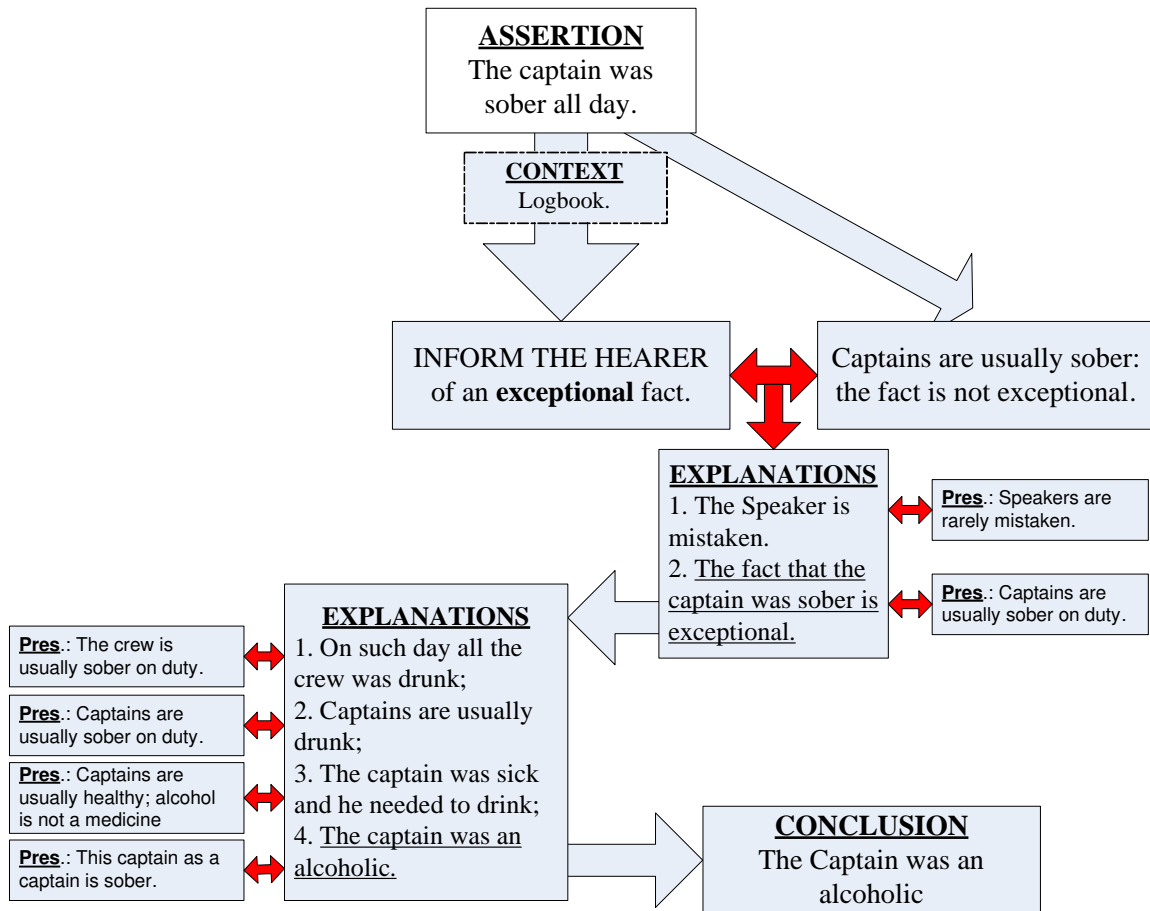 ASSERTION
The captain was
sober all day.
CONTEXT
Logbook.
INFORM THE HEARER
of an exceptional fact.
Captains are usually sober:
the fact is not exceptional.
EXPLANATIONS
1. The Speaker is
mistaken.
2. The fact that the
captain was sober is
exceptional.
Pres.: Speakers are
rarely mistaken.
Pres.: Captains are
usually sober on duty.
EXPLANATIONS
1. On such day all the
crew was drunk;
2. Captains are usually
drunk;
3. The captain was sick
and he needed to drink;
4. The captain was an
alcoholic.
Pres.: The crew is
usually sober on duty.
Pres.: Captains are
usually sober on duty.
Pres.: Captains are
usually healthy; alcohol
is not a medicine
Pres.: This captain as a
captain is sober.
CONCLUSION
The Captain was an
alcoholic